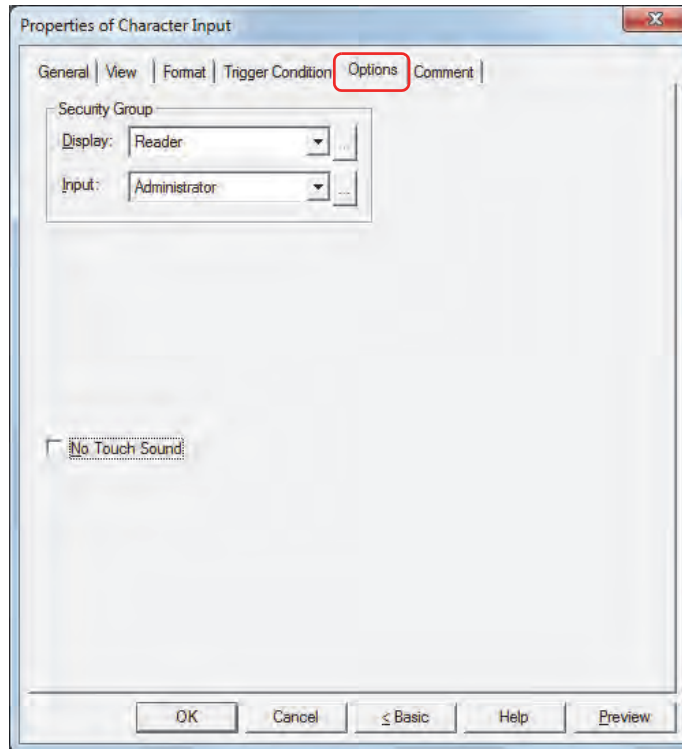 Properties of Character Input
General View Format Trigger Condition Options Comment
Security Group
Display: Reader ...
Input: Administrator ...
No Touch Sound
OK Cancel < Basic Help Preview